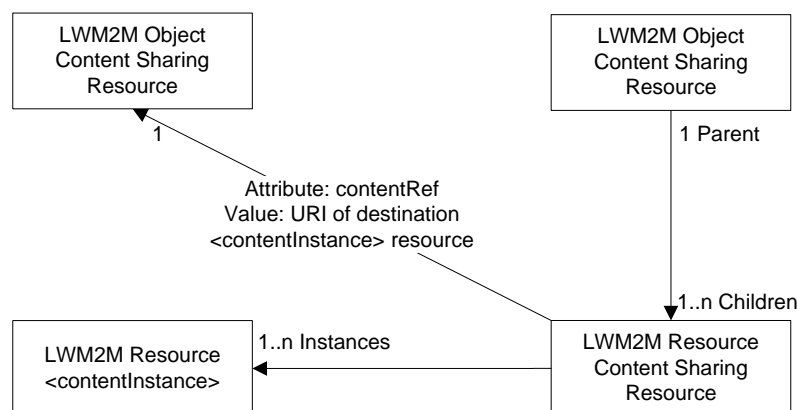 LWM2M Object
Content Sharing
Resource
LWM2M Object
Content Sharing
Resource
1
1 Parent
Attribute: contentRef
Value: URI of destination
<contentInstance> resource
1..n Children
1..n Instances
LWM2M Resource
<contentInstance>
LWM2M Resource
Content Sharing
Resource